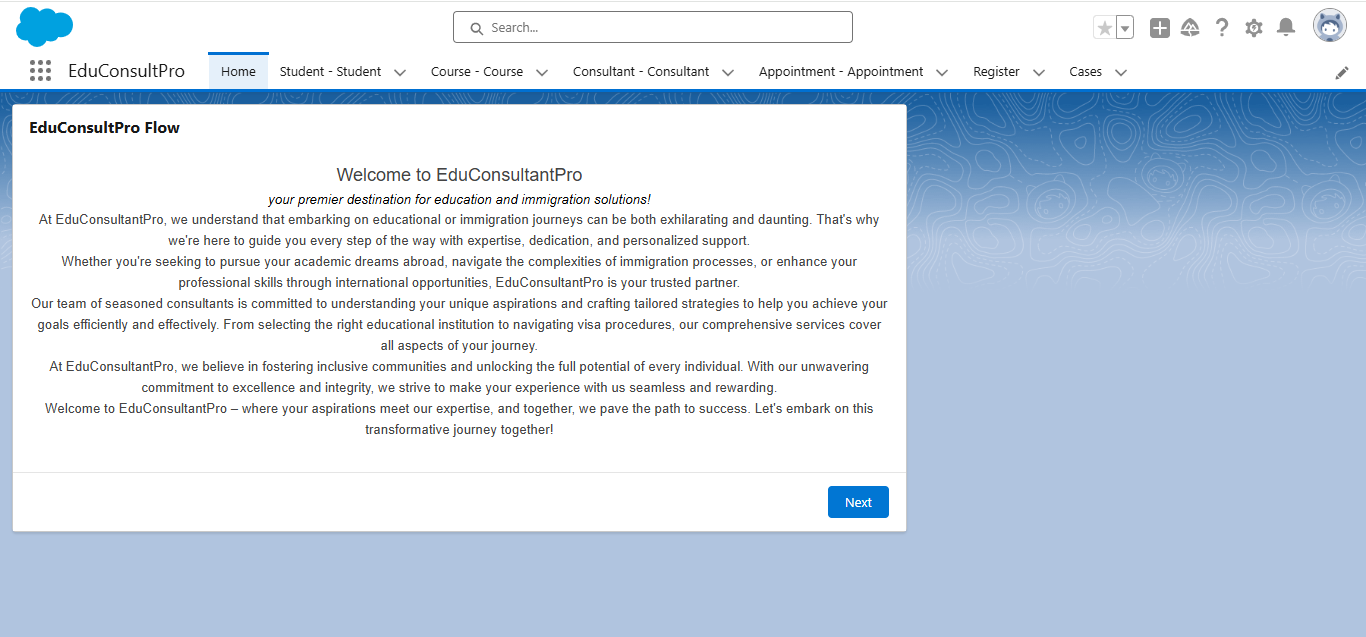 Search...
EduConsultPro
Home
Student - Student
Course - Course
Consultant - Consultant
Appointment - Appointment
Register
Cases
EduConsultPro Flow
Welcome to EduConsultantPro
your premier destination for education and immigration solutions!
At EduConsultantPro, we understand that embarking on educational or immigration journeys can be both exhilarating and daunting. That's why
we're here to guide you every step of the way with expertise, dedication, and personalized support.
Whether you're seeking to pursue your academic dreams abroad, navigate the complexities of immigration processes, or enhance your
professional skills through international opportunities, EduConsultantPro is your trusted partner.
Our team of seasoned consultants is committed to understanding your unique aspirations and crafting tailored strategies to help you achieve your
goals efficiently and effectively. From selecting the right educational institution to navigating visa procedures, our comprehensive services cover
all aspects of your journey.
At EduConsultantPro, we believe in fostering inclusive communities and unlocking the full potential of every individual. With our unwavering
commitment to excellence and integrity, we strive to make your experience with us seamless and rewarding.
Welcome to EduConsultantPro – where your aspirations meet our expertise, and together, we pave the path to success. Let's embark on this
transformative journey together!
Next